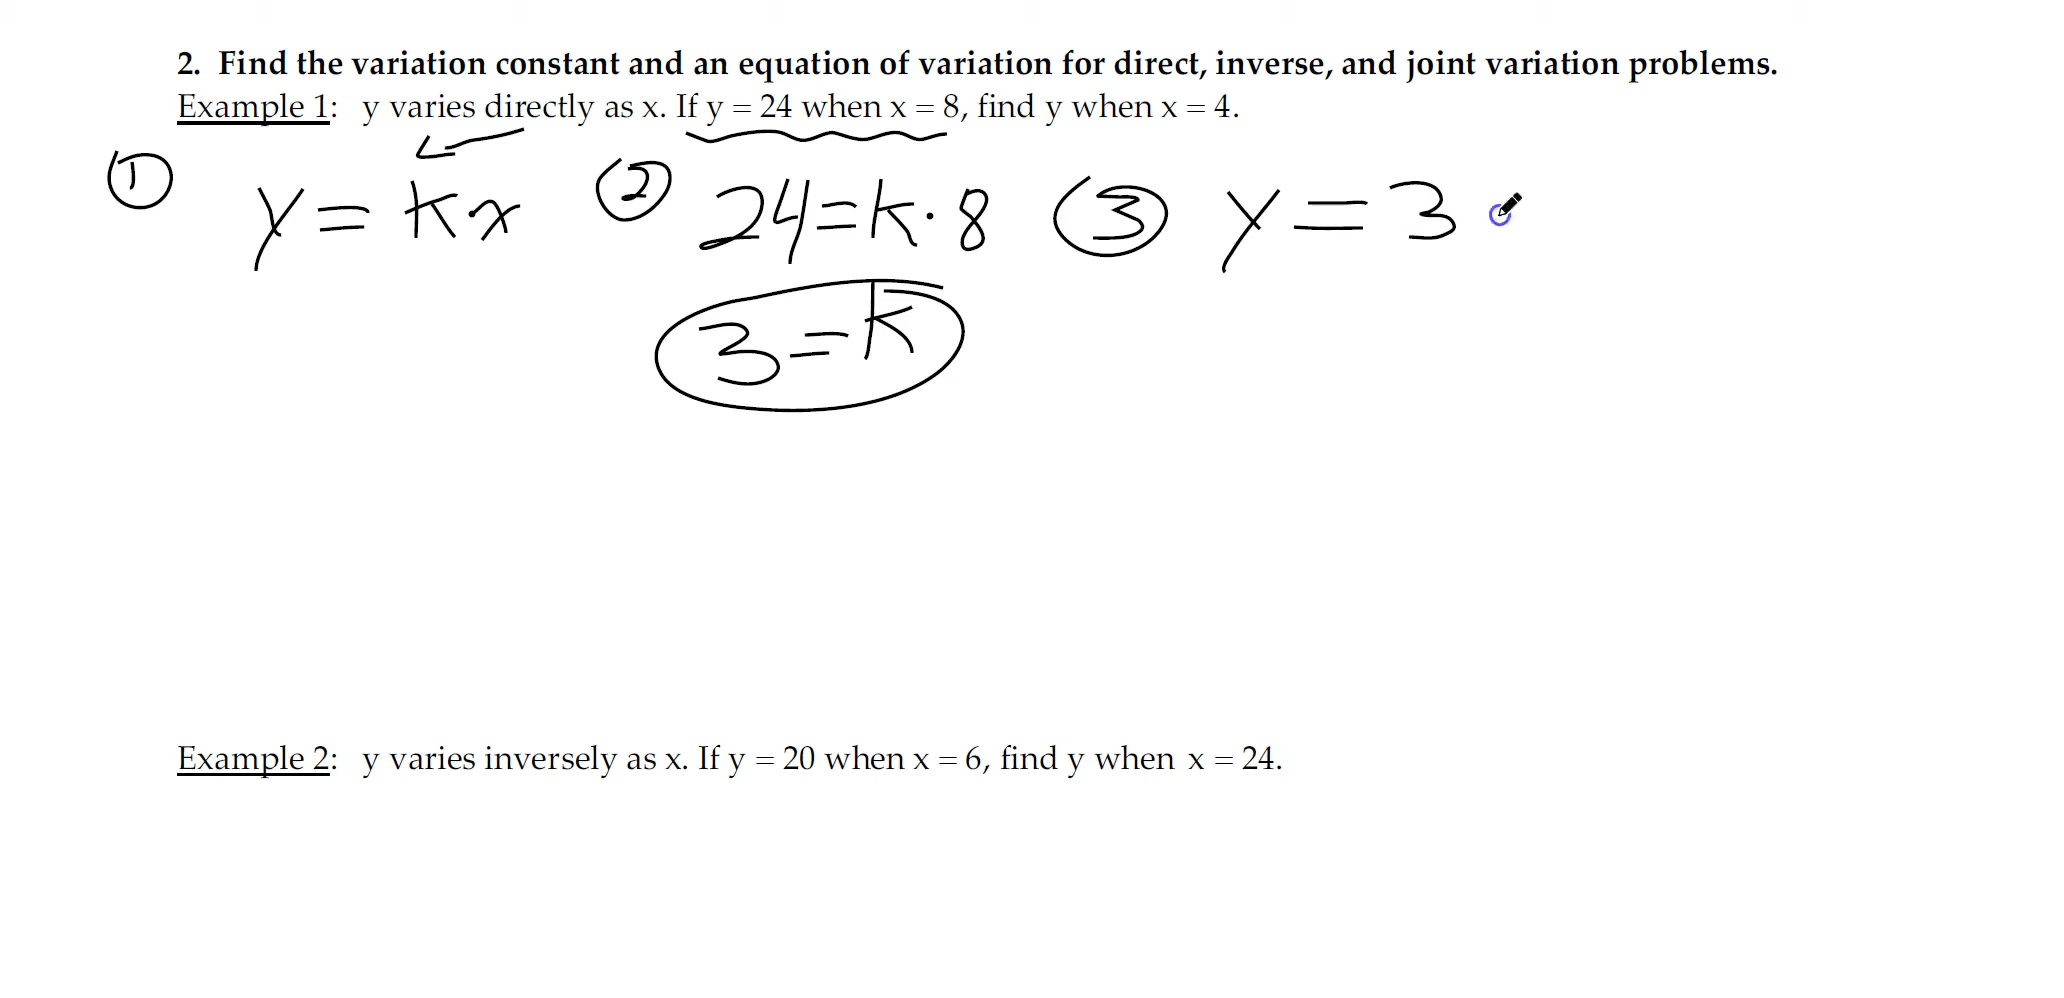 2. Find the variation constant and an equation of variation for direct, inverse, and joint variation problems.
Example 1: y varies directly as x. If y = 24 when x = 8, find y when x = 4.
① y = kx ② 24 = k · 8 ③ y = 3
3 = k
Example 2: y varies inversely as x. If y = 20 when x = 6, find y when x = 24.